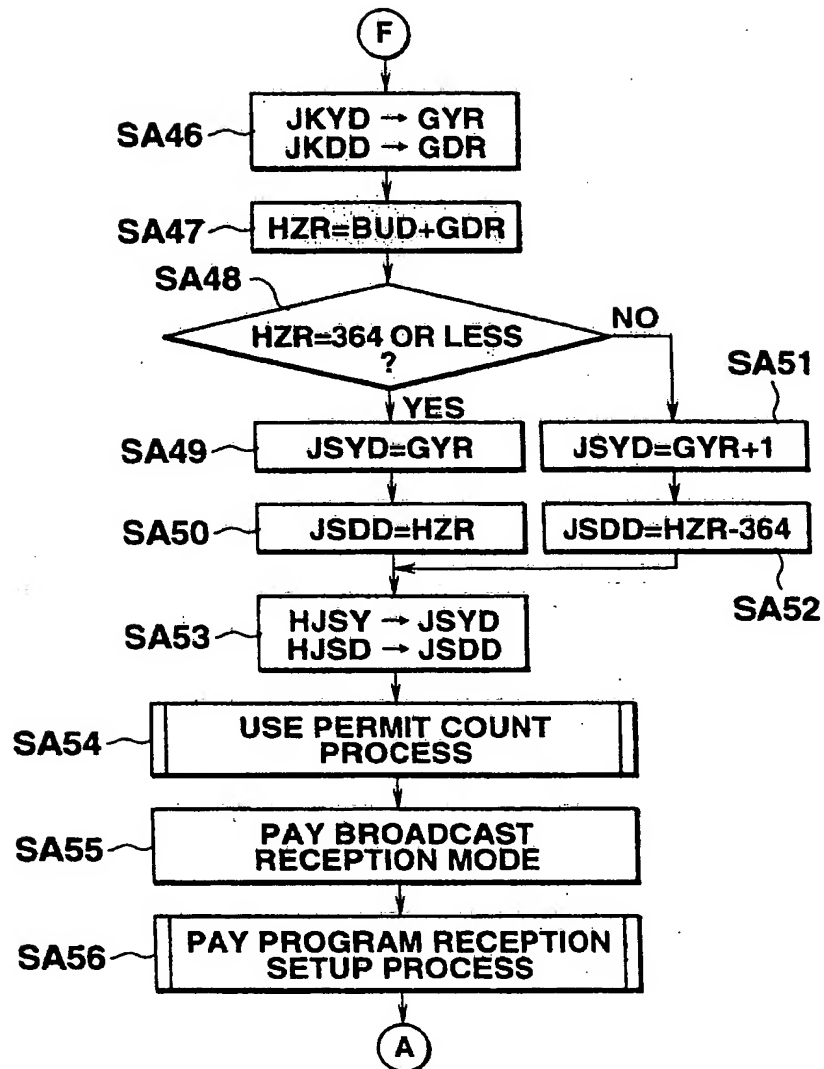 F
SA46
JKYD → GYR
JKDD → GDR
SA47
HZR=BUD+GDR
SA48
HZR=364 OR LESS
?
NO
YES
SA51
SA49
JSYD=GYR
JSYD=GYR+1
SA50
JSDD=HZR
JSDD=HZR-364
SA52
SA53
HJSY → JSYD
HJSD → JSDD
SA54
USE PERMIT COUNT
PROCESS
SA55
PAY BROADCAST
RECEPTION MODE
SA56
PAY PROGRAM RECEPTION
SETUP PROCESS
A